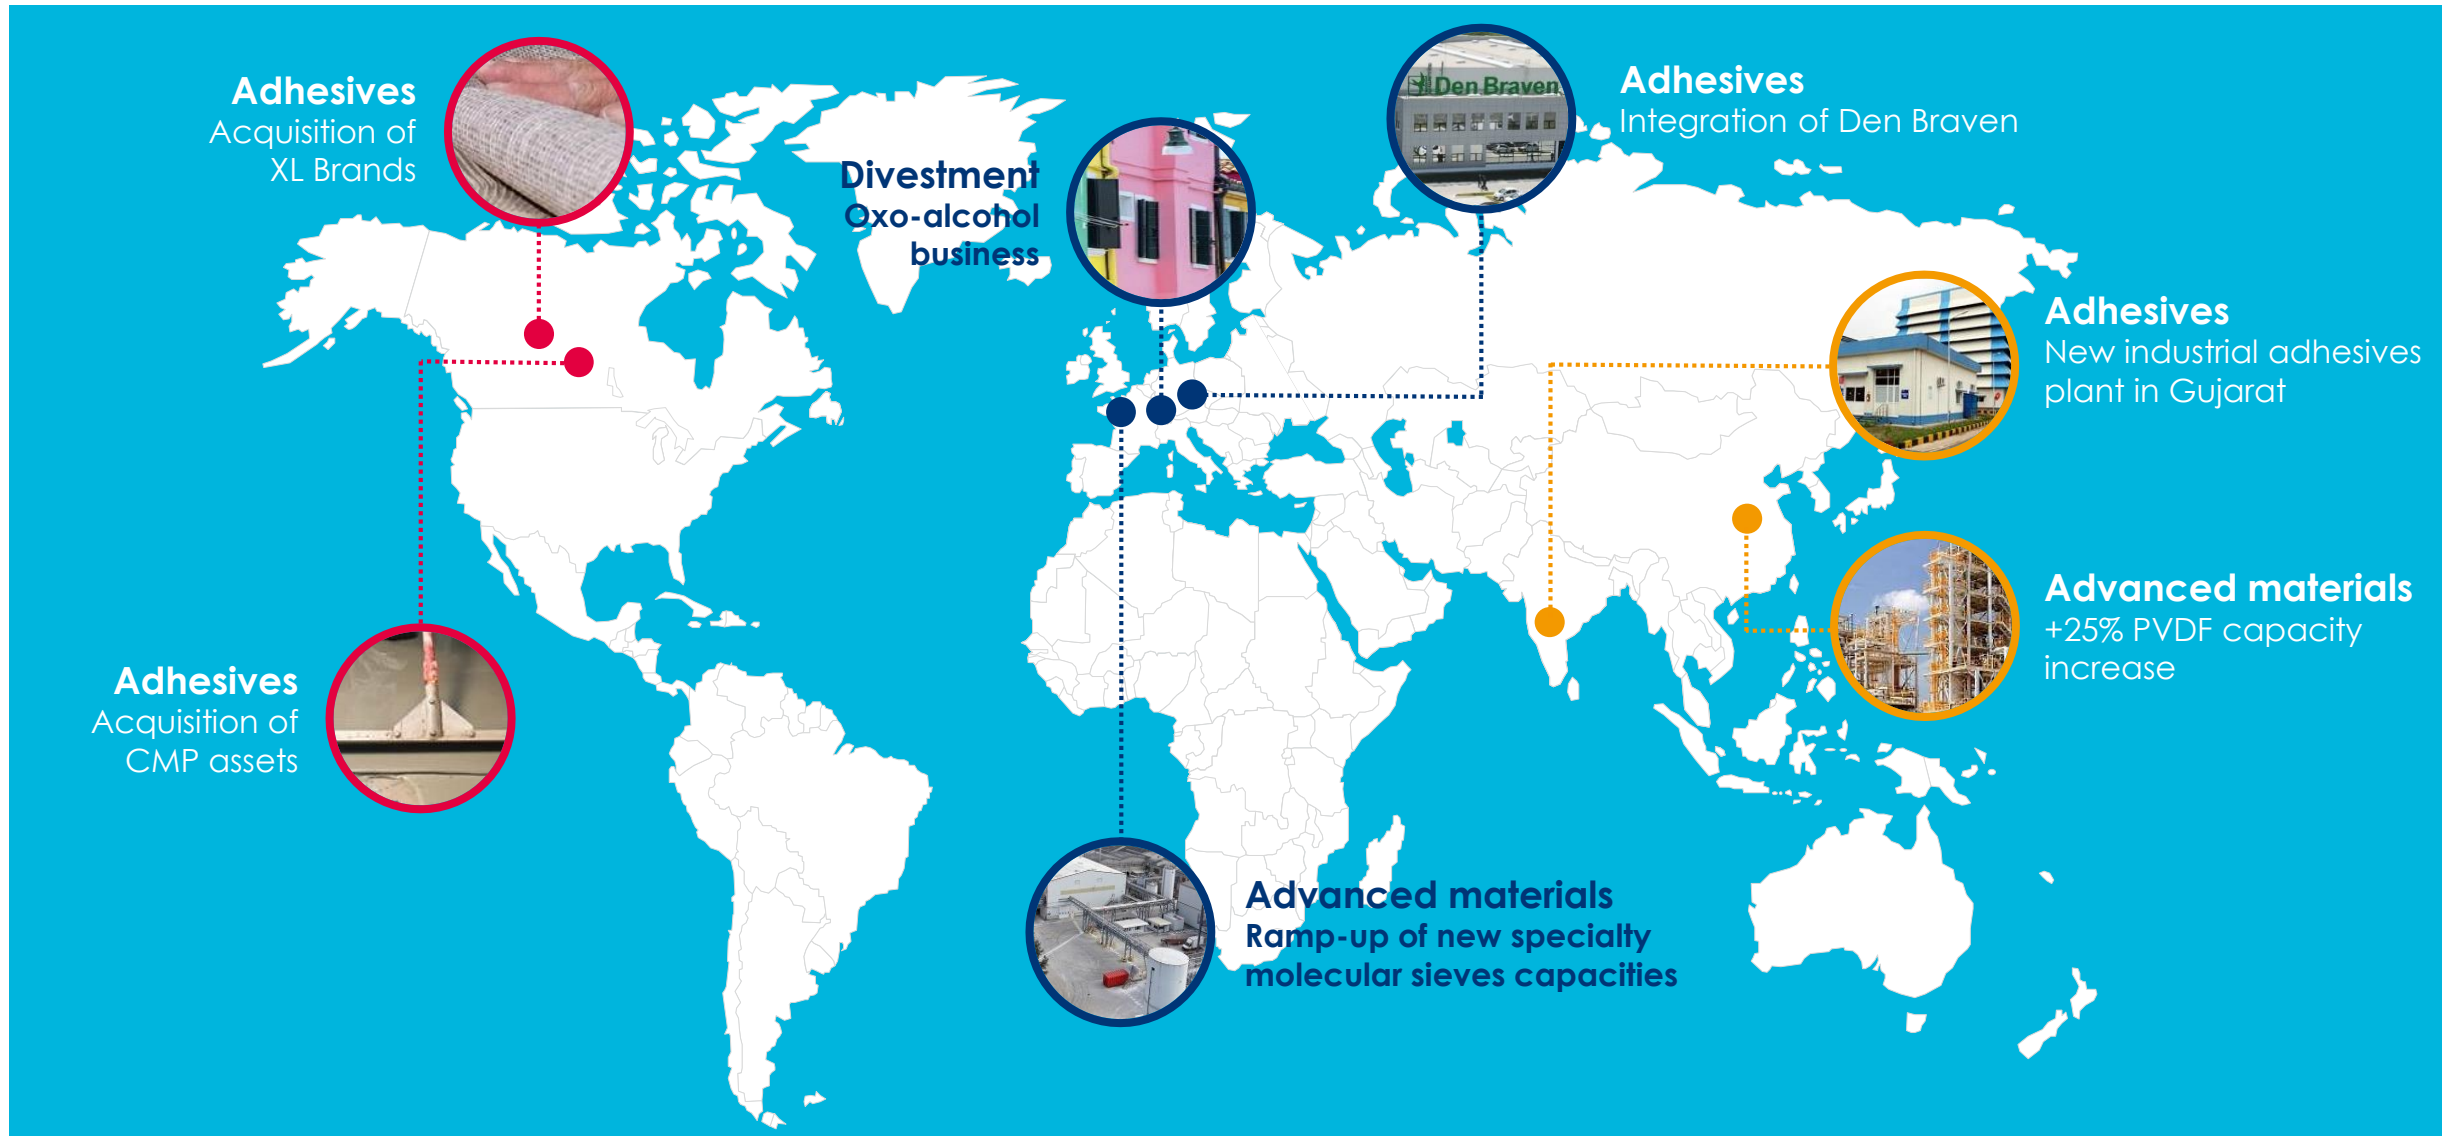 Adhesives
Acquisition of
XL Brands
Divestment
Oxo-alcohol
business
Den Braven
Adhesives
Integration of Den Braven
Adhesives
New industrial adhesives
plant in Gujarat
Advanced materials
+25% PVDF capacity
increase
Adhesives
Acquisition of
CMP assets
Advanced materials
Ramp-up of new specialty
molecular sieves capacities